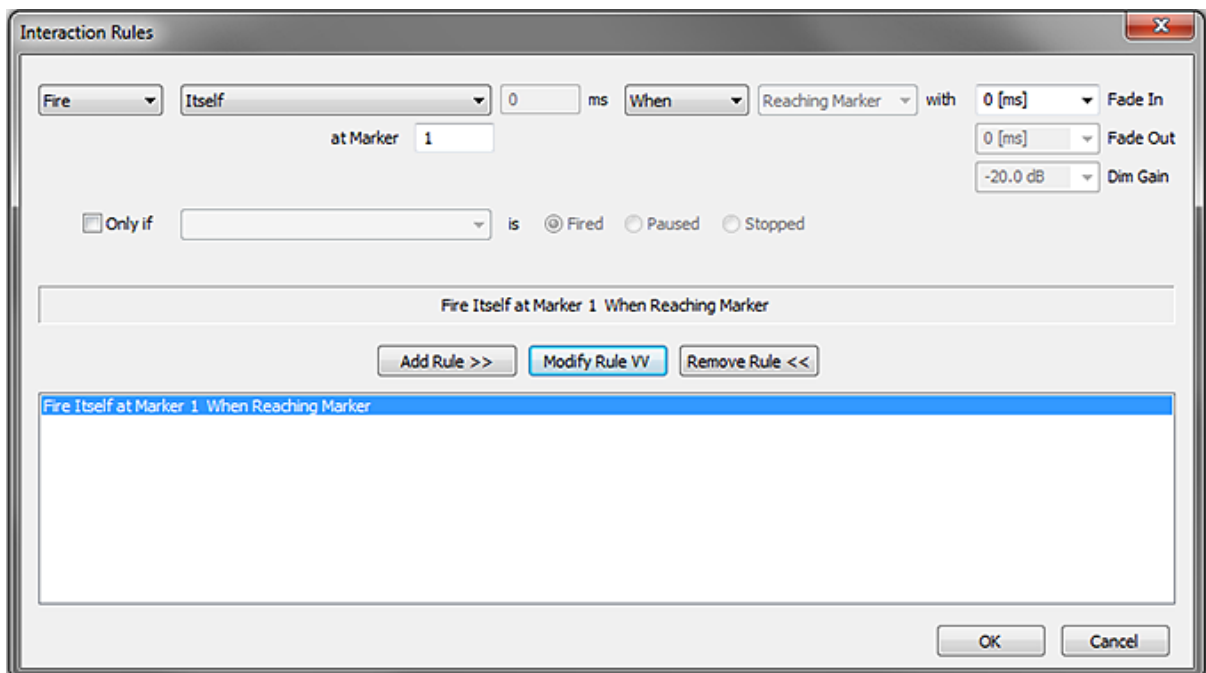 Interaction Rules
Fire Itself 0 ms When Reaching Marker with 0 [ms] Fade In
at Marker 1 0 [ms] Fade Out
-20.0 dB Dim Gain
Only if is Fired Paused Stopped
Fire Itself at Marker 1 When Reaching Marker
Add Rule >> Modify Rule VV Remove Rule <<
Fire Itself at Marker 1 When Reaching Marker
OK Cancel